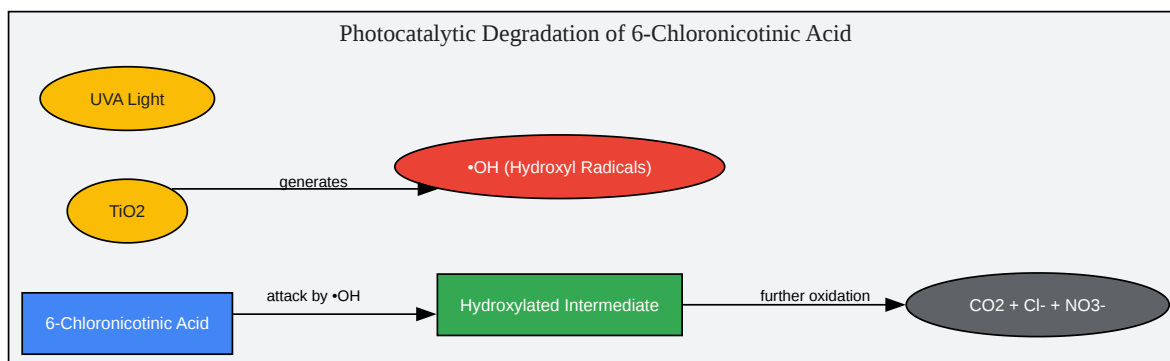 Photocatalytic Degradation of 6-Chloronicotinic Acid
UVA Light
•OH (Hydroxyl Radicals)
generates
TiO2
attack by •OH
Hydroxylated Intermediate
further oxidation
CO2 + Cl- + NO3-
6-Chloronicotinic Acid